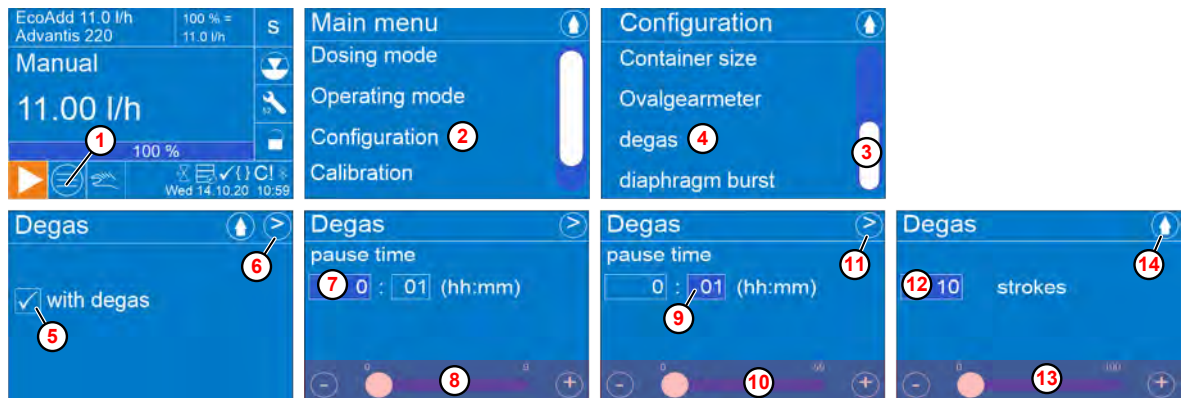 EcoAdd 11.0 l/h
Advantis 220
100 % =
11.0 l/h
S
Manual
11.00 l/h
1
100 %
C!
Wed 14.10.20 10:59
Main menu
Dosing mode
Operating mode
Configuration 2
Calibration
Configuration
Container size
Ovalgearmeter
degas 4
3
diaphragm burst
Degas >
6
with degas
5
Degas >
pause time
7 0 : 01 (hh:mm)
0
- 8 +
Degas >
pause time 11
0 : 01 (hh:mm)
9
0
- 10 +
Degas
14
12 10 strokes
0 100
- 13 +